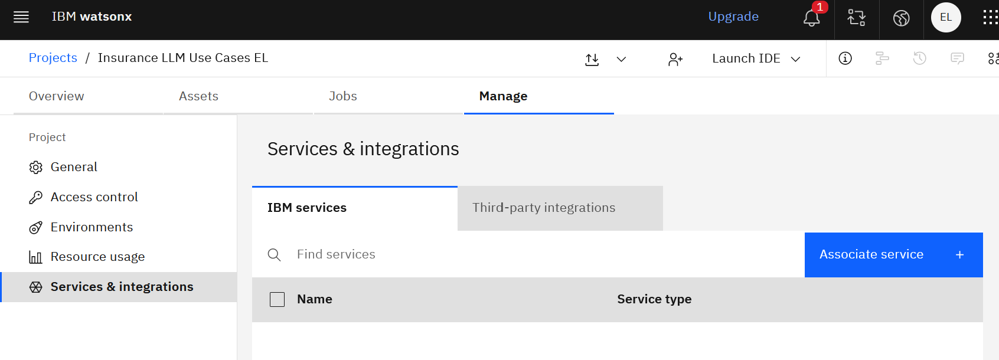 IBM watsonx
Upgrade
1
EL
Projects / Insurance LLM Use Cases EL
Launch IDE
Overview
Assets
Jobs
Manage
Project
General
Access control
Environments
Resource usage
Services & integrations
Services & integrations
IBM services
Third-party integrations
Find services
Associate service +
Name
Service type